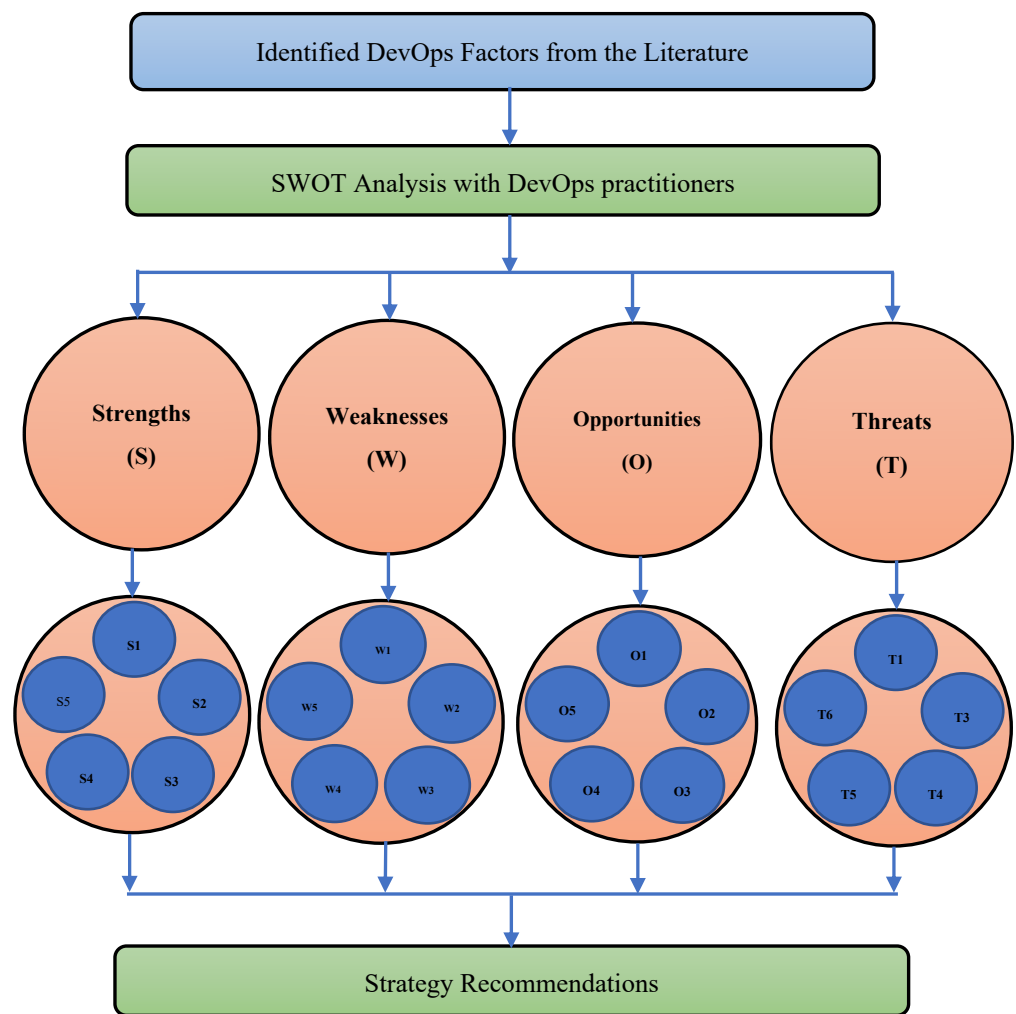 Identified DevOps Factors from the Literature
SWOT Analysis with DevOps practitioners
Strengths
(S)
Weaknesses
(W)
Opportunities
(O)
Threats
(T)
S1
S2
S3
S4
S5
W1
W2
W3
W4
W5
O1
O2
O3
O4
O5
T1
T3
T4
T5
T6
Strategy Recommendations